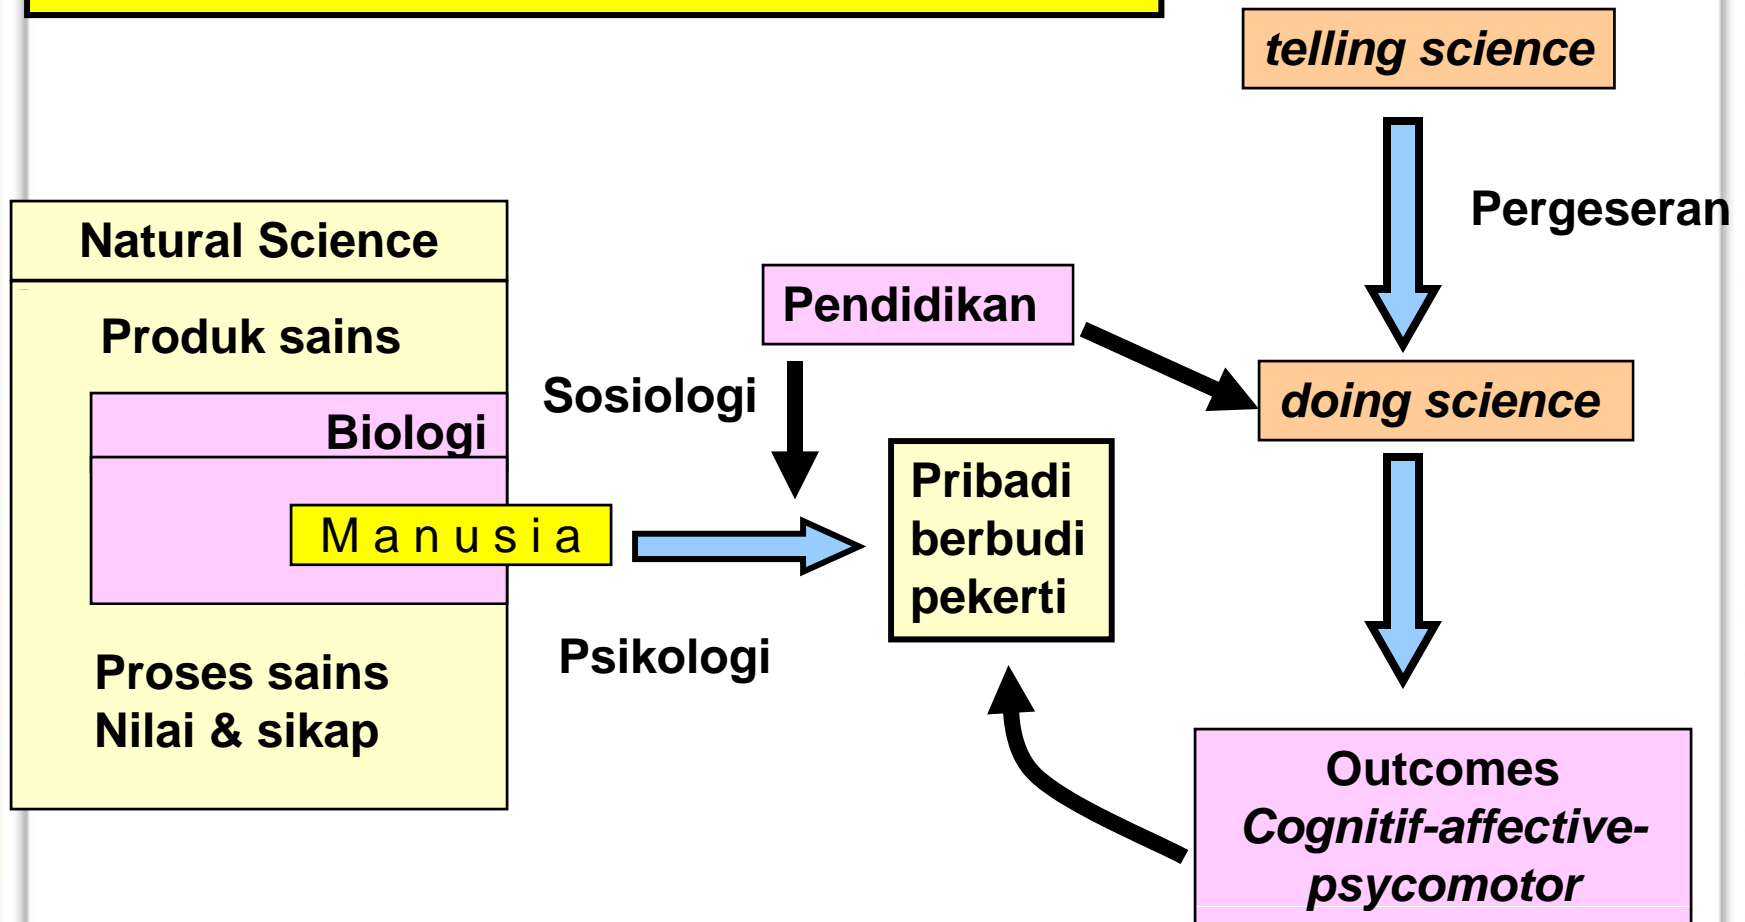 telling science
Pergeseran
Natural Science
Produk sains
Biologi
Manusia
Proses sains
Nilai & sikap
Pendidikan
Sosiologi
Psikologi
Pribadi
berbudi
pekerti
doing science
Outcomes
Cognitif-affective-
psycomotor